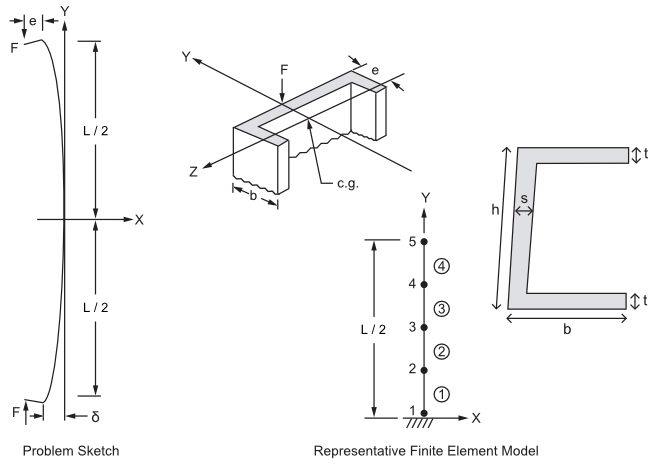 e
Y
F
L / 2
X
L / 2
F
δ
Problem Sketch
Y
F
e
Z
b
c.g.
Y
5
4
4
3
L / 2
3
2
2
1
1
X
h
s
t
t
b
Representative Finite Element Model